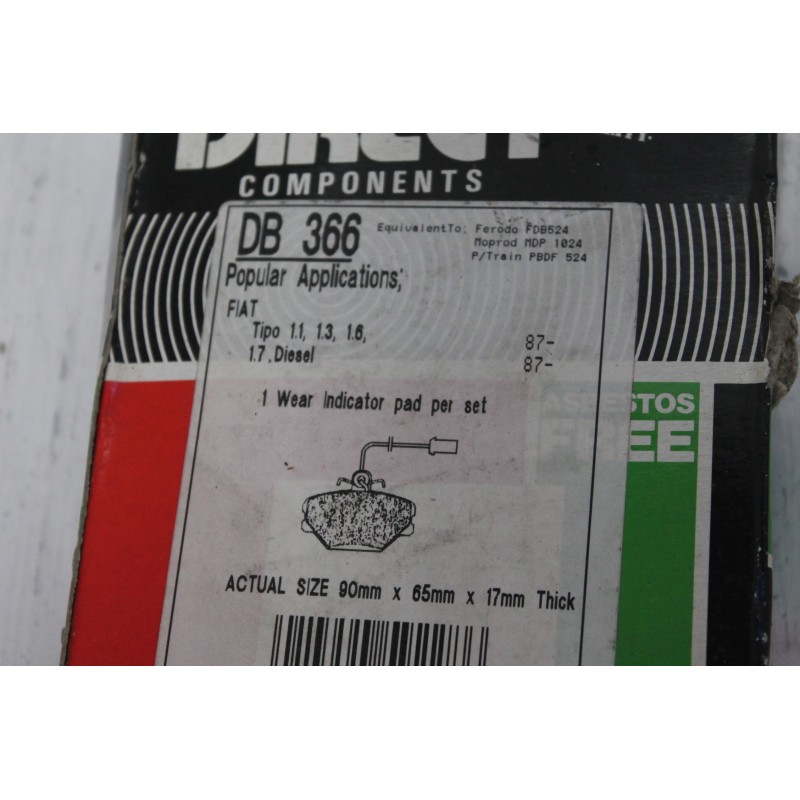 DIRECT
COMPONENTS
DB 366
EquivalentTo; Ferodo FDB524
Moprod MDP 1024
P/Train PBDF 524
Popular Applications;
FIAT
Tipo 1.1, 1.3, 1.6, 87-
1.7, Diesel 87-
1 Wear Indicator pad per set
ASBESTOS
FREE
ACTUAL SIZE 90mm x 65mm x 17mm Thick